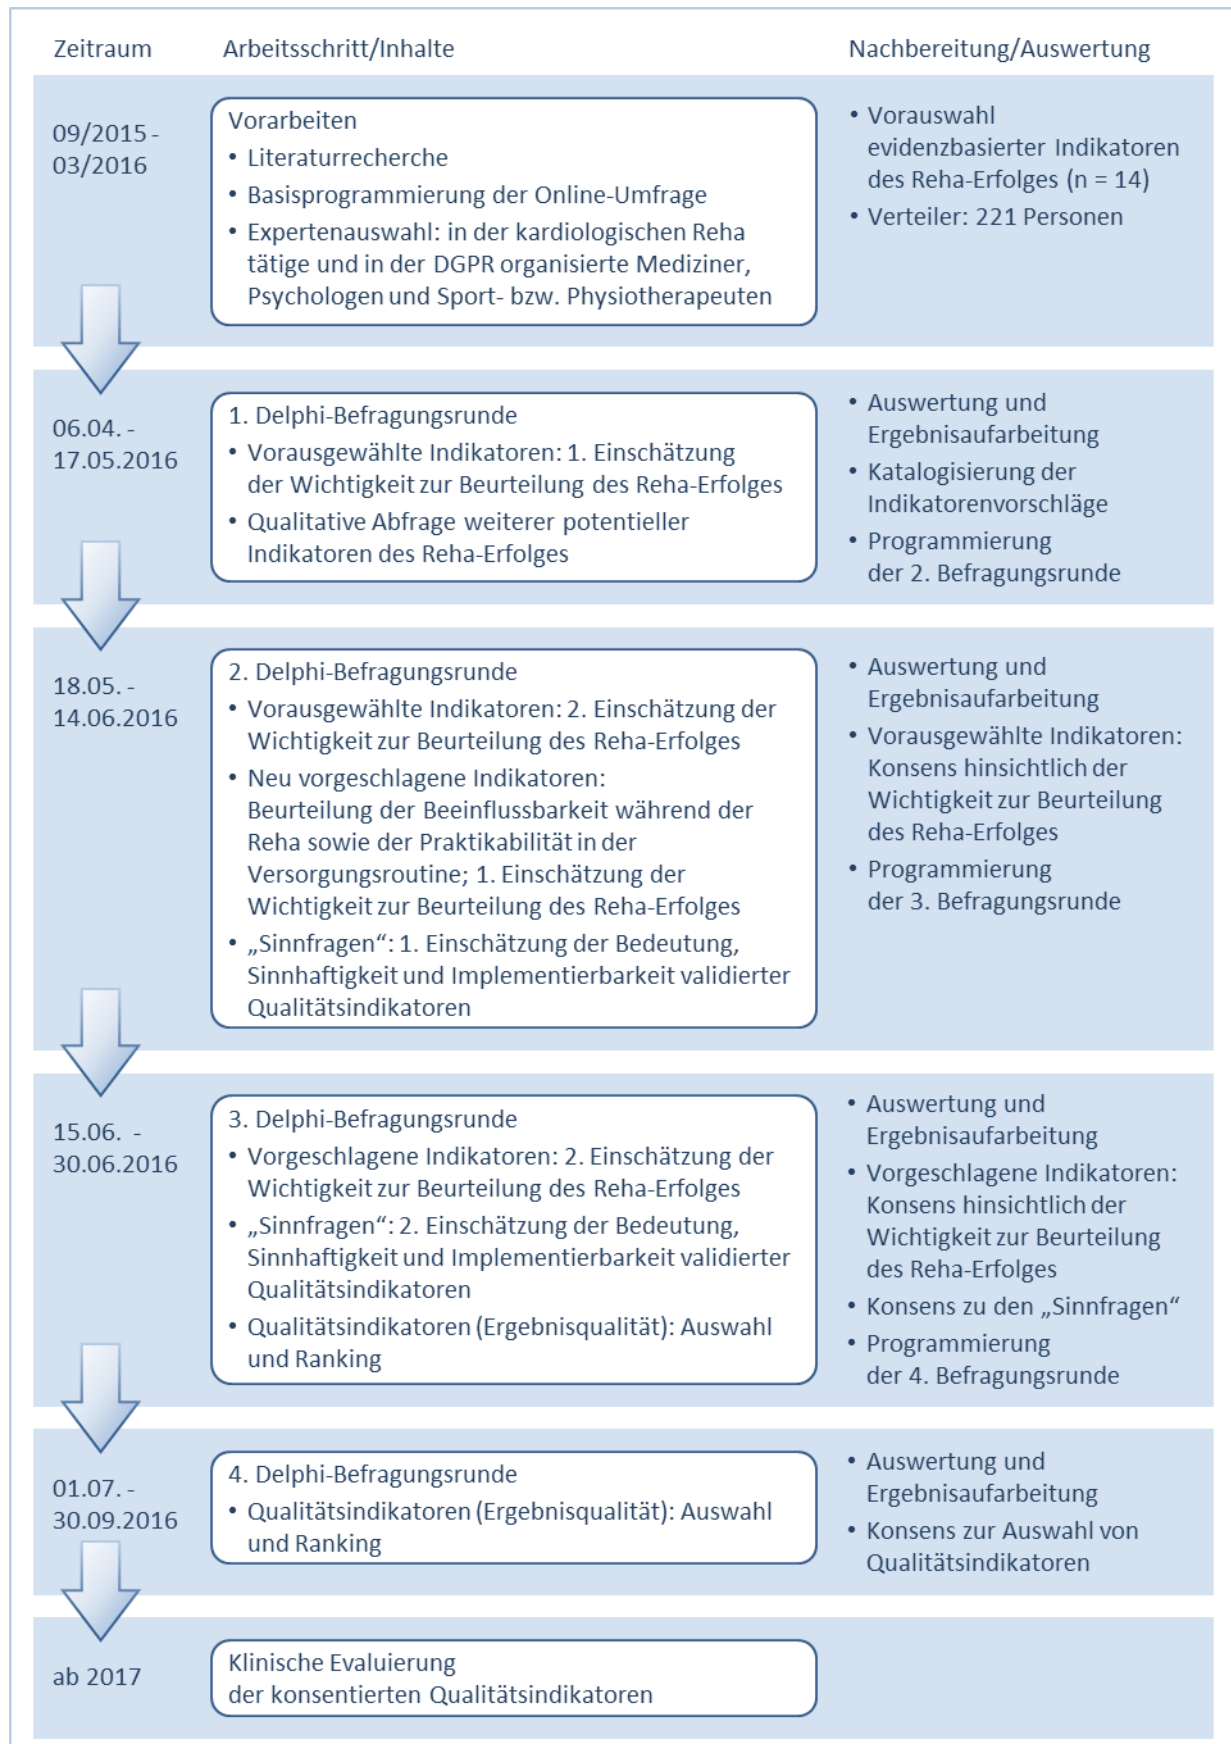 Zeitraum
Arbeitsschritt/Inhalte
Nachbereitung/Auswertung
09/2015 -
03/2016
Vorarbeiten
• Literaturrecherche
• Basisprogrammierung der Online-Umfrage
• Expertenauswahl: in der kardiologischen Reha
tätige und in der DGPR organisierte Mediziner,
Psychologen und Sport- bzw. Physiotherapeuten
• Vorauswahl
evidenzbasierter Indikatoren
des Reha-Erfolges (n = 14)
• Verteiler: 221 Personen
06.04. -
17.05.2016
1. Delphi-Befragungsrunde
• Vorausgewählte Indikatoren: 1. Einschätzung
der Wichtigkeit zur Beurteilung des Reha-Erfolges
• Qualitative Abfrage weiterer potentieller
Indikatoren des Reha-Erfolges
• Auswertung und
Ergebnisaufarbeitung
• Katalogisierung der
Indikatorenvorschläge
• Programmierung
der 2. Befragungsrunde
18.05. -
14.06.2016
2. Delphi-Befragungsrunde
• Vorausgewählte Indikatoren: 2. Einschätzung der
Wichtigkeit zur Beurteilung des Reha-Erfolges
• Neu vorgeschlagene Indikatoren:
Beurteilung der Beeinflussbarkeit während der
Reha sowie der Praktikabilität in der
Versorgungsroutine; 1. Einschätzung der
Wichtigkeit zur Beurteilung des Reha-Erfolges
• „Sinnfragen“: 1. Einschätzung der Bedeutung,
Sinnhaftigkeit und Implementierbarkeit validierter
Qualitätsindikatoren
• Auswertung und
Ergebnisaufarbeitung
• Vorausgewählte Indikatoren:
Konsens hinsichtlich der
Wichtigkeit zur Beurteilung
des Reha-Erfolges
• Programmierung
der 3. Befragungsrunde
15.06. -
30.06.2016
3. Delphi-Befragungsrunde
• Vorgeschlagene Indikatoren: 2. Einschätzung der
Wichtigkeit zur Beurteilung des Reha-Erfolges
• „Sinnfragen“: 2. Einschätzung der Bedeutung,
Sinnhaftigkeit und Implementierbarkeit validierter
Qualitätsindikatoren
• Qualitätsindikatoren (Ergebnisqualität): Auswahl
und Ranking
• Auswertung und
Ergebnisaufarbeitung
• Vorgeschlagene Indikatoren:
Konsens hinsichtlich der
Wichtigkeit zur Beurteilung
des Reha-Erfolges
• Konsens zu den „Sinnfragen“
• Programmierung
der 4. Befragungsrunde
01.07. -
30.09.2016
4. Delphi-Befragungsrunde
• Qualitätsindikatoren (Ergebnisqualität): Auswahl
und Ranking
• Auswertung und
Ergebnisaufarbeitung
• Konsens zur Auswahl von
Qualitätsindikatoren
ab 2017
Klinische Evaluierung
der konsentierten Qualitätsindikatoren